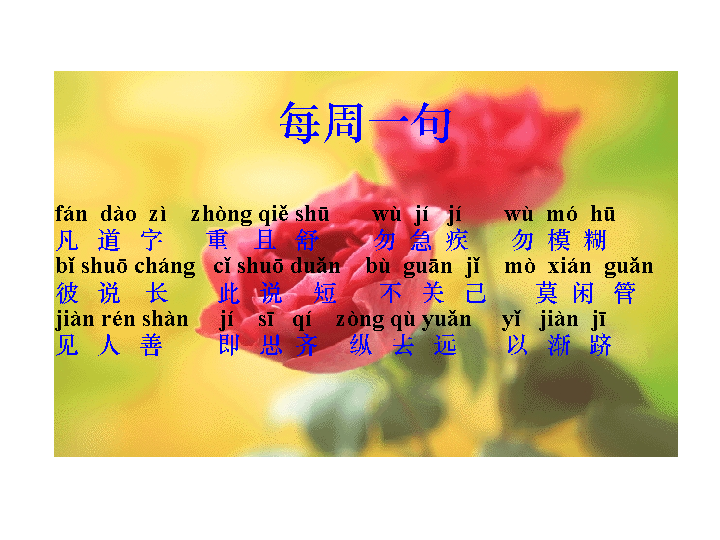 每周一句
fán dào zì zhòng qiě shū wù jí jí wù mó hū
凡 道 字 重 且 舒 勿 急 疾 勿 模 糊
bǐ shuō cháng cǐ shuō duǎn bù guān jǐ mò xián guǎn
彼 说 长 此 说 短 不 关 己 莫 闲 管
jiàn rén shàn jí sī qí zòng qù yuǎn yǐ jiàn jī
见 人 善 即 思 齐 纵 去 远 以 渐 跻